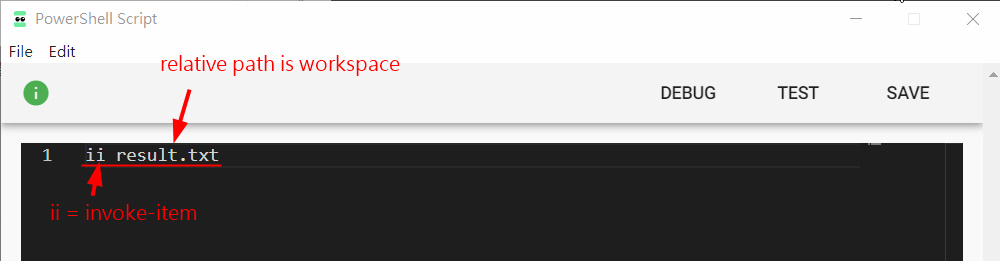 PowerShell Script
File Edit
relative path is workspace
DEBUG TEST SAVE
1 ii result.txt
ii = invoke-item